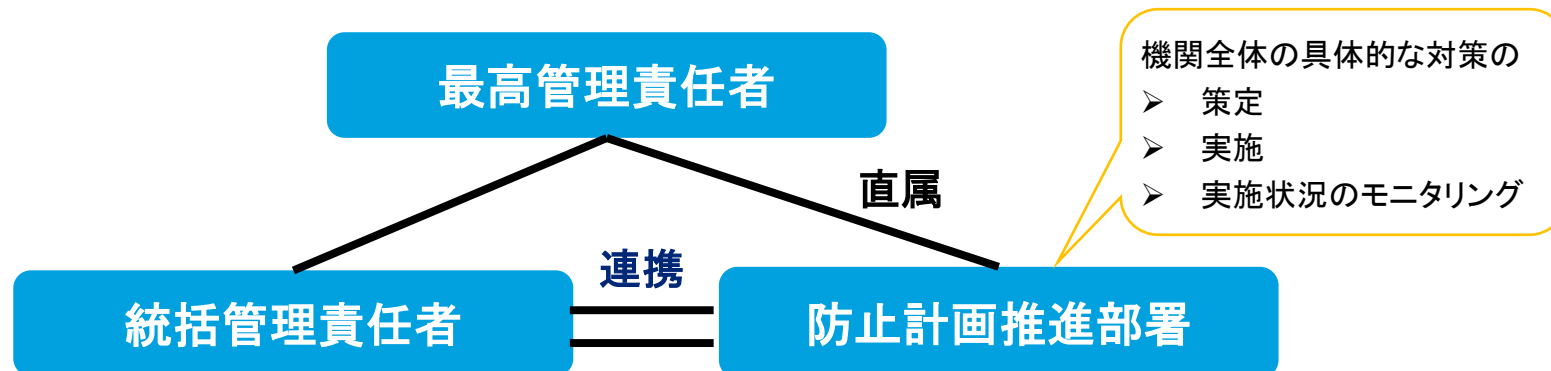 最高管理責任者
機関全体の具体的な対策の
➢ 策定
➢ 実施
➢ 実施状況のモニタリング
直属
連携
統括管理責任者
防止計画推進部署